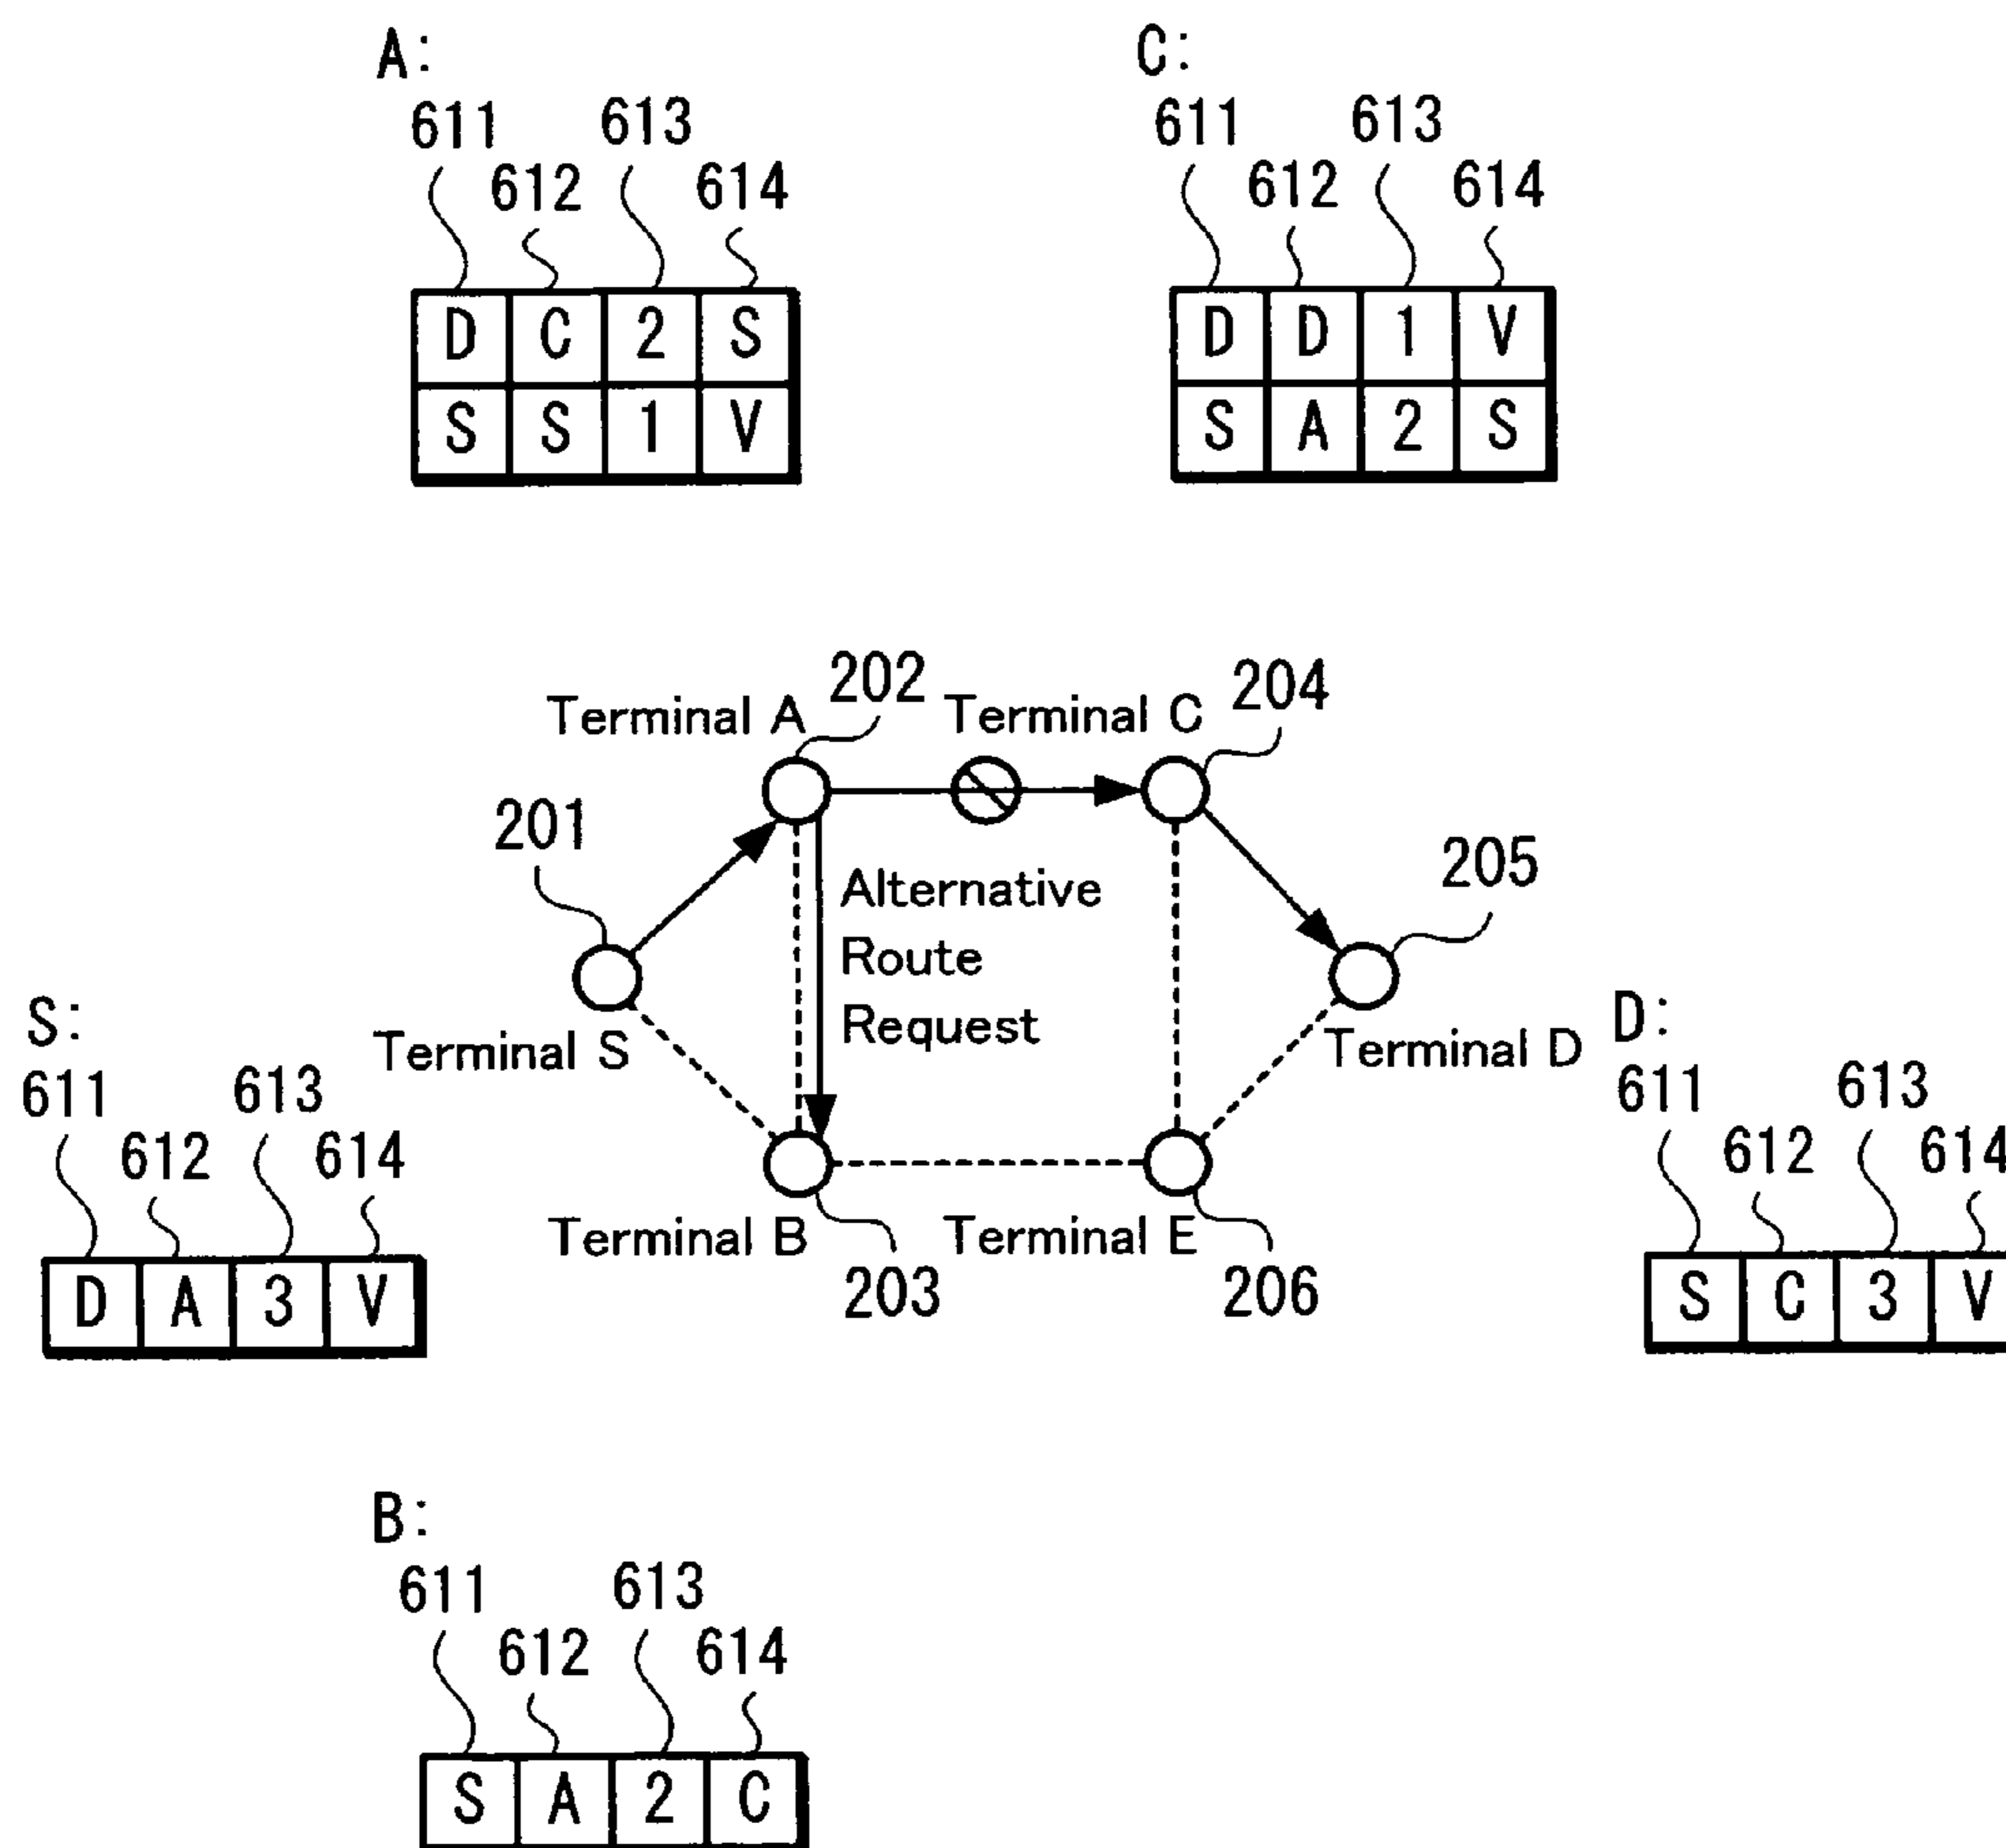 A:
611 613
612 614
D C 2 S
S S 1 V
C:
611 613
612 614
D D 1 V
S A 2 S
202 204
Terminal A Terminal C
201
205
Alternative
Route
Request
Terminal S
Terminal D
S:
611 613
612 614
D A 3 V
D:
611 613
612 614
S C 3 V
Terminal B Terminal E
203 206
B:
611 613
612 614
S A 2 C